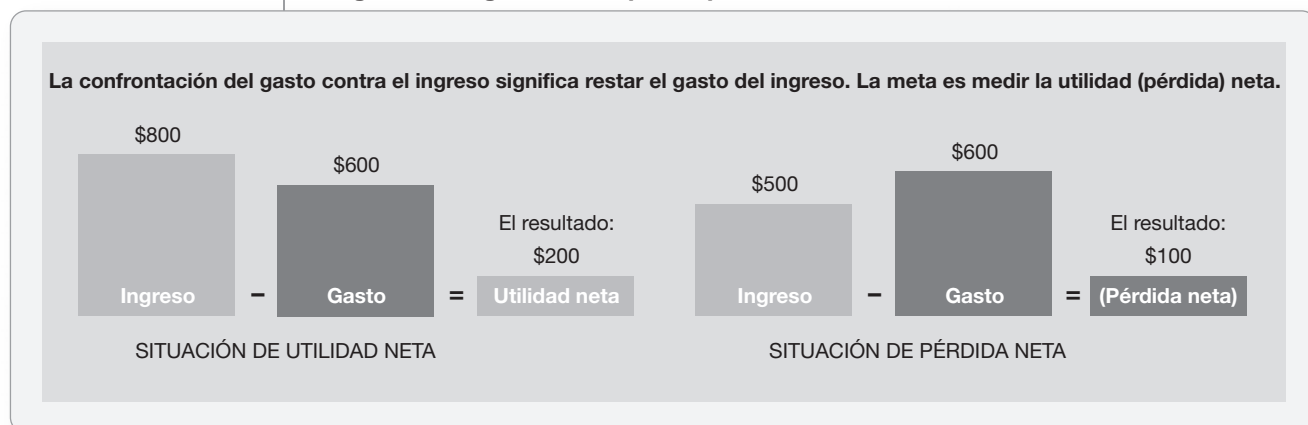 La confrontación del gasto contra el ingreso significa restar el gasto del ingreso. La meta es medir la utilidad (pérdida) neta.
$800
$600
El resultado:
$200
Ingreso – Gasto = Utilidad neta
SITUACIÓN DE UTILIDAD NETA
$500
$600
El resultado:
$100
Ingreso – Gasto = (Pérdida neta)
SITUACIÓN DE PÉRDIDA NETA